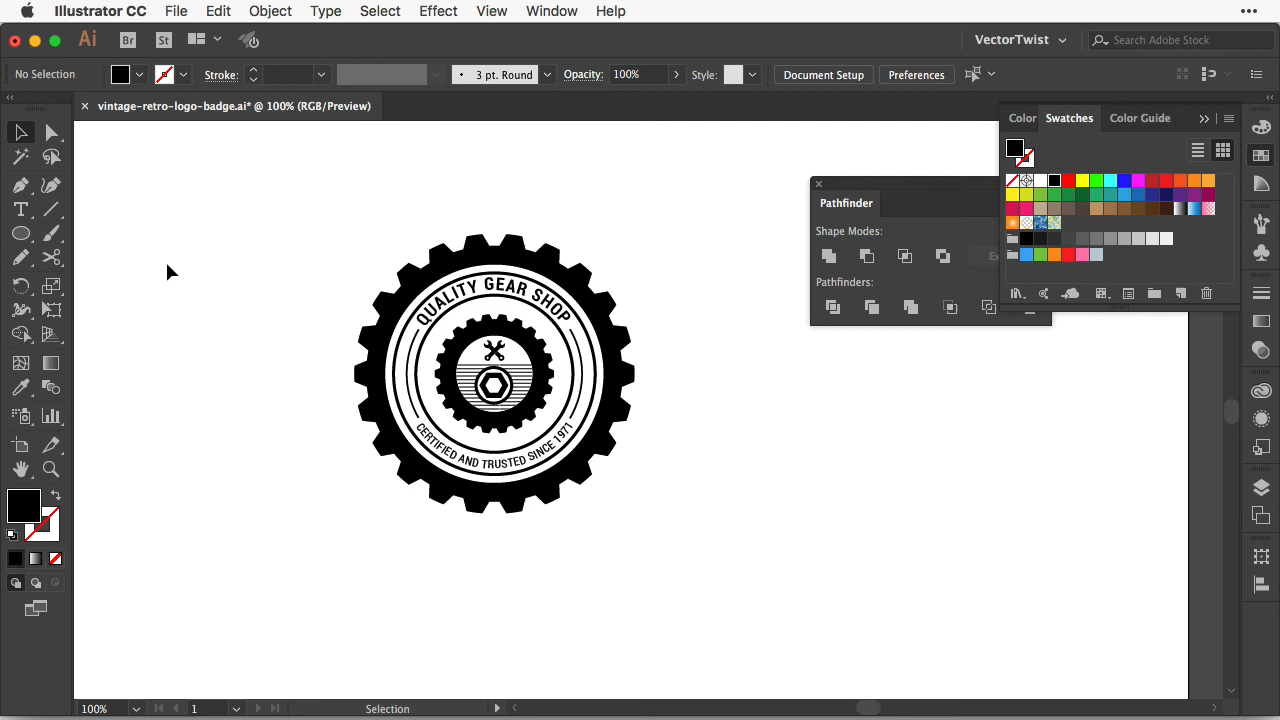 Illustrator CC File Edit Object Type Select Effect View Window Help
Ai Br St VectorTwist Search Adobe Stock
No Selection Stroke: 3 pt. Round Opacity: 100% Style: Document Setup Preferences
vintage-retro-logo-badge.ai* @ 100% (RGB/Preview)
Color Swatches Color Guide
Pathfinder
Shape Modes:
Ex
Pathfinders:
QUALITY GEAR SHOP
CERTIFIED AND TRUSTED SINCE 1971
100% 1 Selection